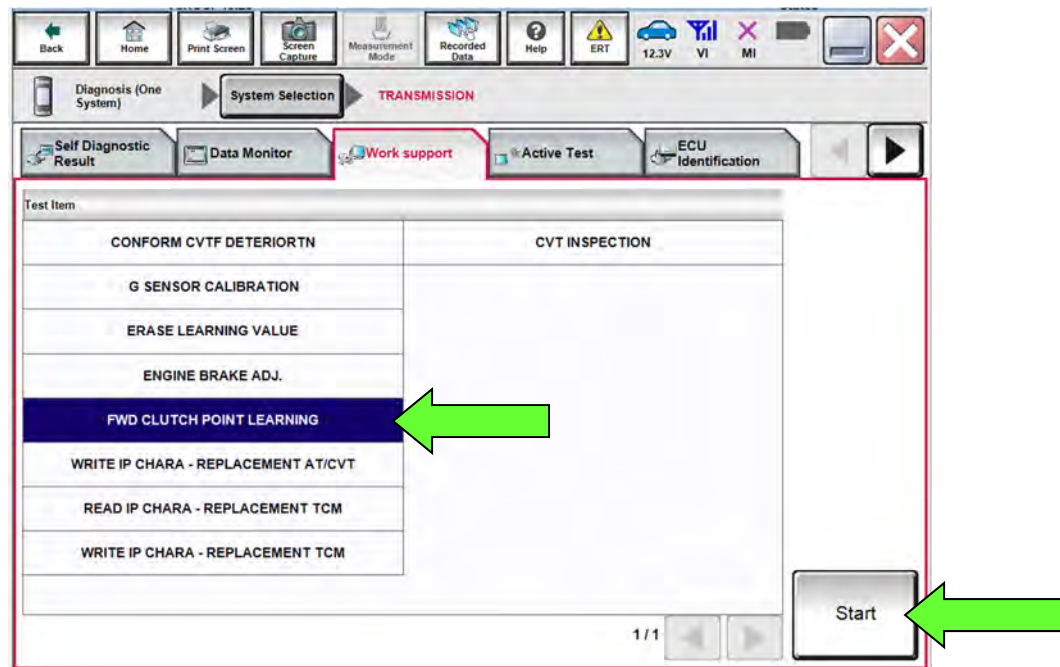 Back
Home
Print Screen
Screen
Capture
Measurement
Mode
Recorded
Data
Help
ERT
12.3V
VI
MI
Diagnosis (One
System)
System Selection
TRANSMISSION
Self Diagnostic
Result
Data Monitor
Work support
Active Test
ECU
Identification
Test Item
CONFORM CVTF DETERIORTN
CVT INSPECTION
G SENSOR CALIBRATION
ERASE LEARNING VALUE
ENGINE BRAKE ADJ.
FWD CLUTCH POINT LEARNING
WRITE IP CHARA - REPLACEMENT AT/CVT
READ IP CHARA - REPLACEMENT TCM
WRITE IP CHARA - REPLACEMENT TCM
Start
1/1